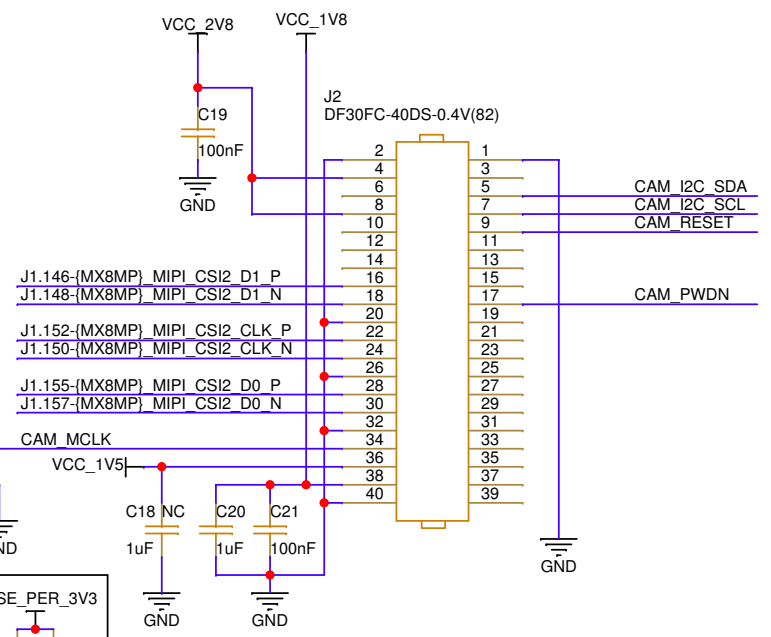 VCC_2V8
VCC_1V8
J2
DF30FC-40DS-0.4V(82)
C19
100nF
GND
2 1
4 3
6 5 CAM_I2C_SDA
8 7 CAM_I2C_SCL
10 9 CAM_RESET
12 11
14 13
J1.146-{MX8MP}_MIPI_CSI2_D1_P 16 15
J1.148-{MX8MP}_MIPI_CSI2_D1_N 18 17 CAM_PWDN
20 19
J1.152-{MX8MP}_MIPI_CSI2_CLK_P 22 21
J1.150-{MX8MP}_MIPI_CSI2_CLK_N 24 23
26 25
J1.155-{MX8MP}_MIPI_CSI2_D0_P 28 27
J1.157-{MX8MP}_MIPI_CSI2_D0_N 30 29
32 31
CAM_MCLK 34 33
VCC_1V5 36 35
38 37
40 39
C18 NC C20 C21
1uF 1uF 100nF
ND
GND
GND GND
SE_PER_3V3